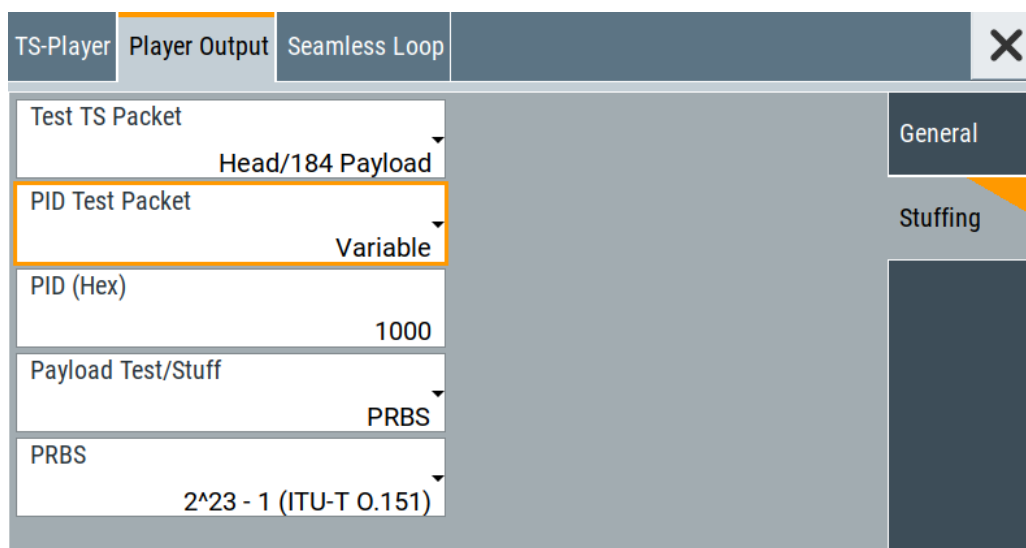 TS-Player Player Output Seamless Loop
Test TS Packet
Head/184 Payload
PID Test Packet
Variable
PID (Hex)
1000
Payload Test/Stuff
PRBS
PRBS
2^23 - 1 (ITU-T O.151)
General
Stuffing